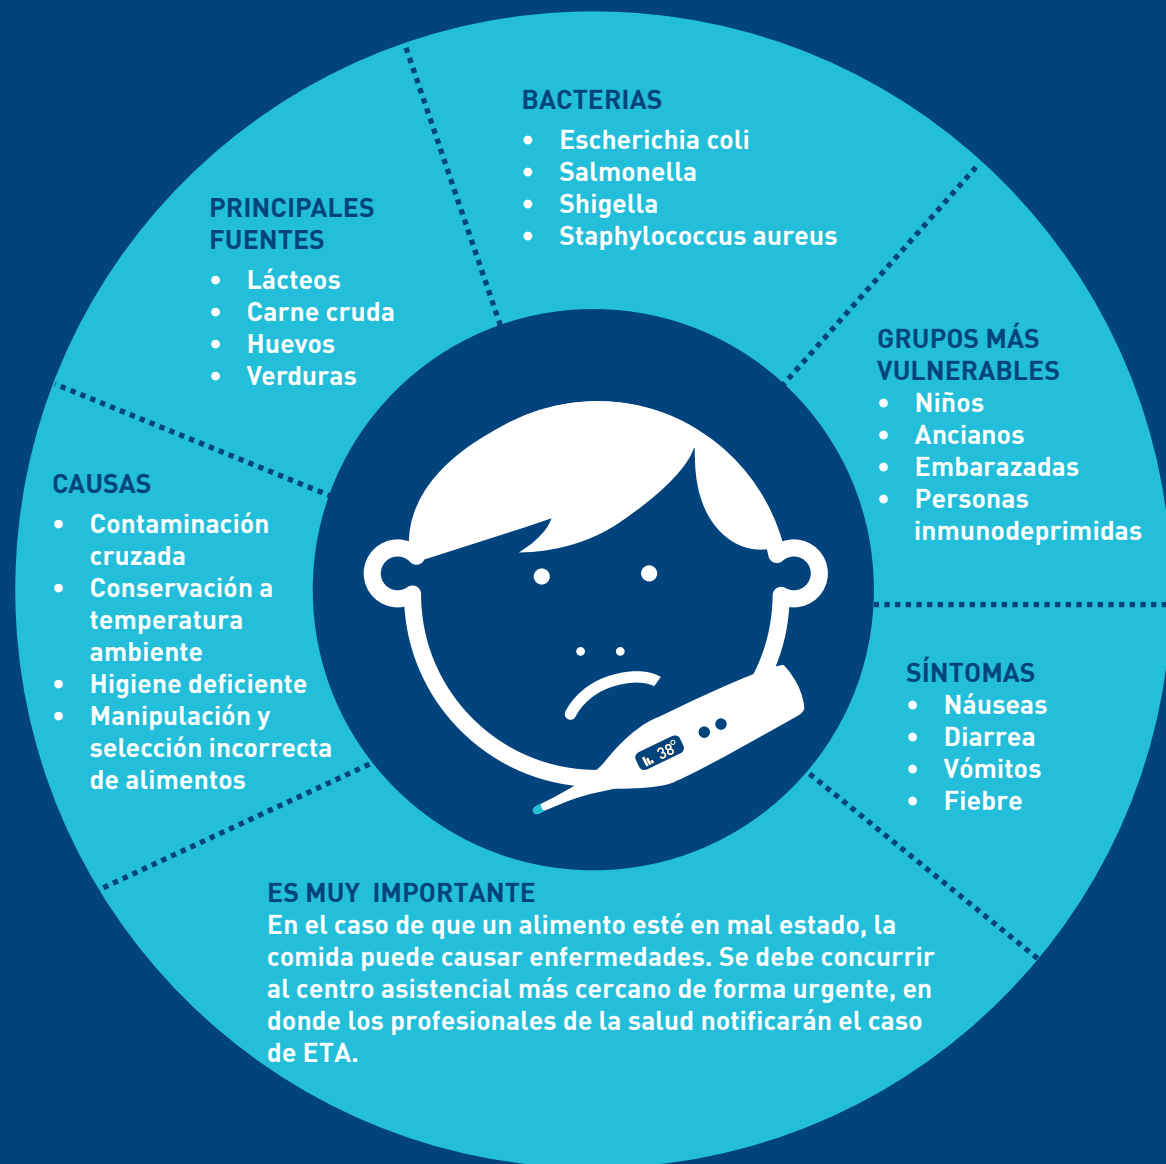 BACTERIAS
• Escherichia coli
• Salmonella
• Shigella
• Staphylococcus aureus
PRINCIPALES
FUENTES
• Lácteos
• Carne cruda
• Huevos
• Verduras
GRUPOS MÁS
VULNERABLES
• Niños
• Ancianos
• Embarazadas
• Personas
inmunodeprimidas
CAUSAS
• Contaminación
cruzada
• Conservación a
temperatura
ambiente
• Higiene deficiente
• Manipulación y
selección incorrecta
de alimentos
SÍNTOMAS
• Náuseas
• Diarrea
• Vómitos
• Fiebre
38°
ES MUY IMPORTANTE
En el caso de que un alimento esté en mal estado, la
comida puede causar enfermedades. Se debe concurrir
al centro asistencial más cercano de forma urgente, en
donde los profesionales de la salud notificarán el caso
de ETA.